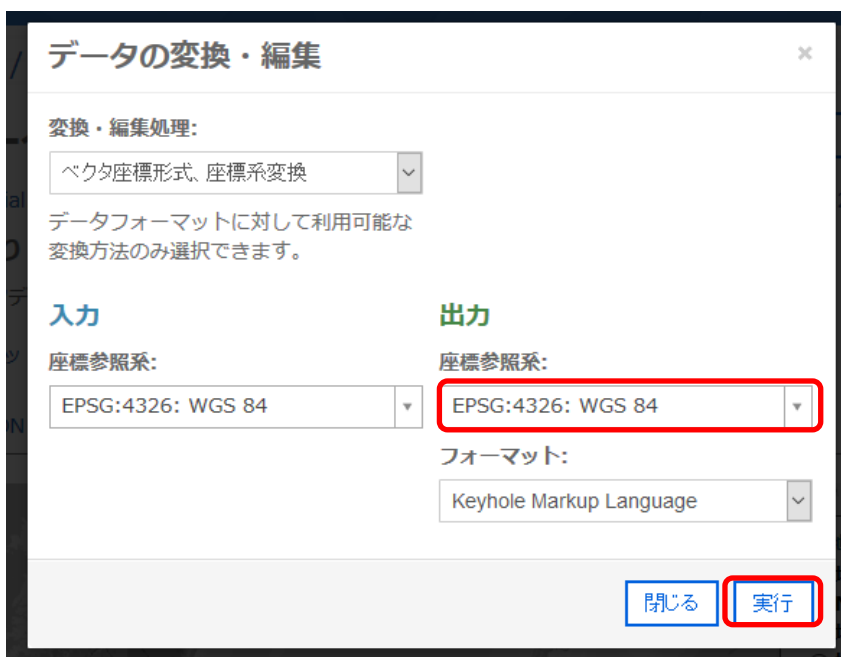 データの変換・編集
×
変換・編集処理:
ベクタ座標形式、座標系変換
データフォーマットに対して利用可能な
変換方法のみ選択できます。
入力
出力
座標参照系:
座標参照系:
EPSG:4326: WGS 84
EPSG:4326: WGS 84
フォーマット:
Keyhole Markup Language
閉じる
実行